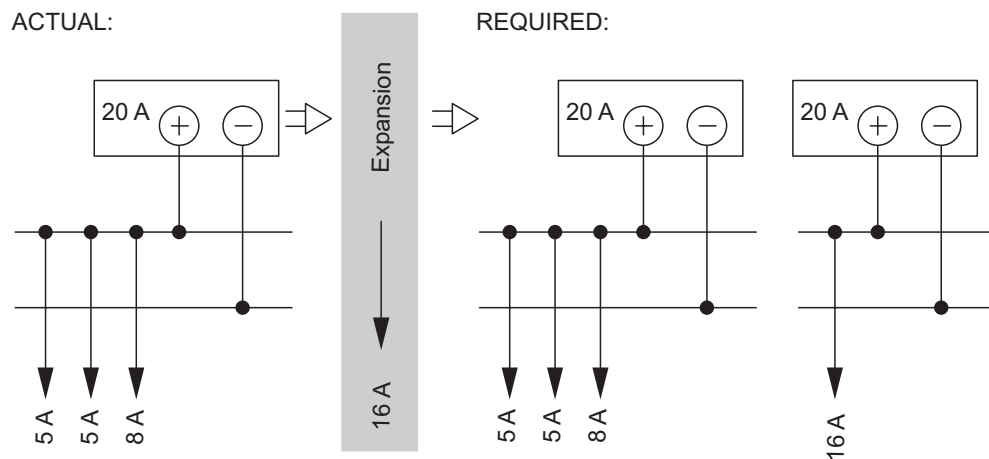 ACTUAL:
20 A
+
−
5 A
5 A
8 A
Expansion
16 A
REQUIRED:
20 A
+
−
5 A
5 A
8 A
20 A
+
−
16 A